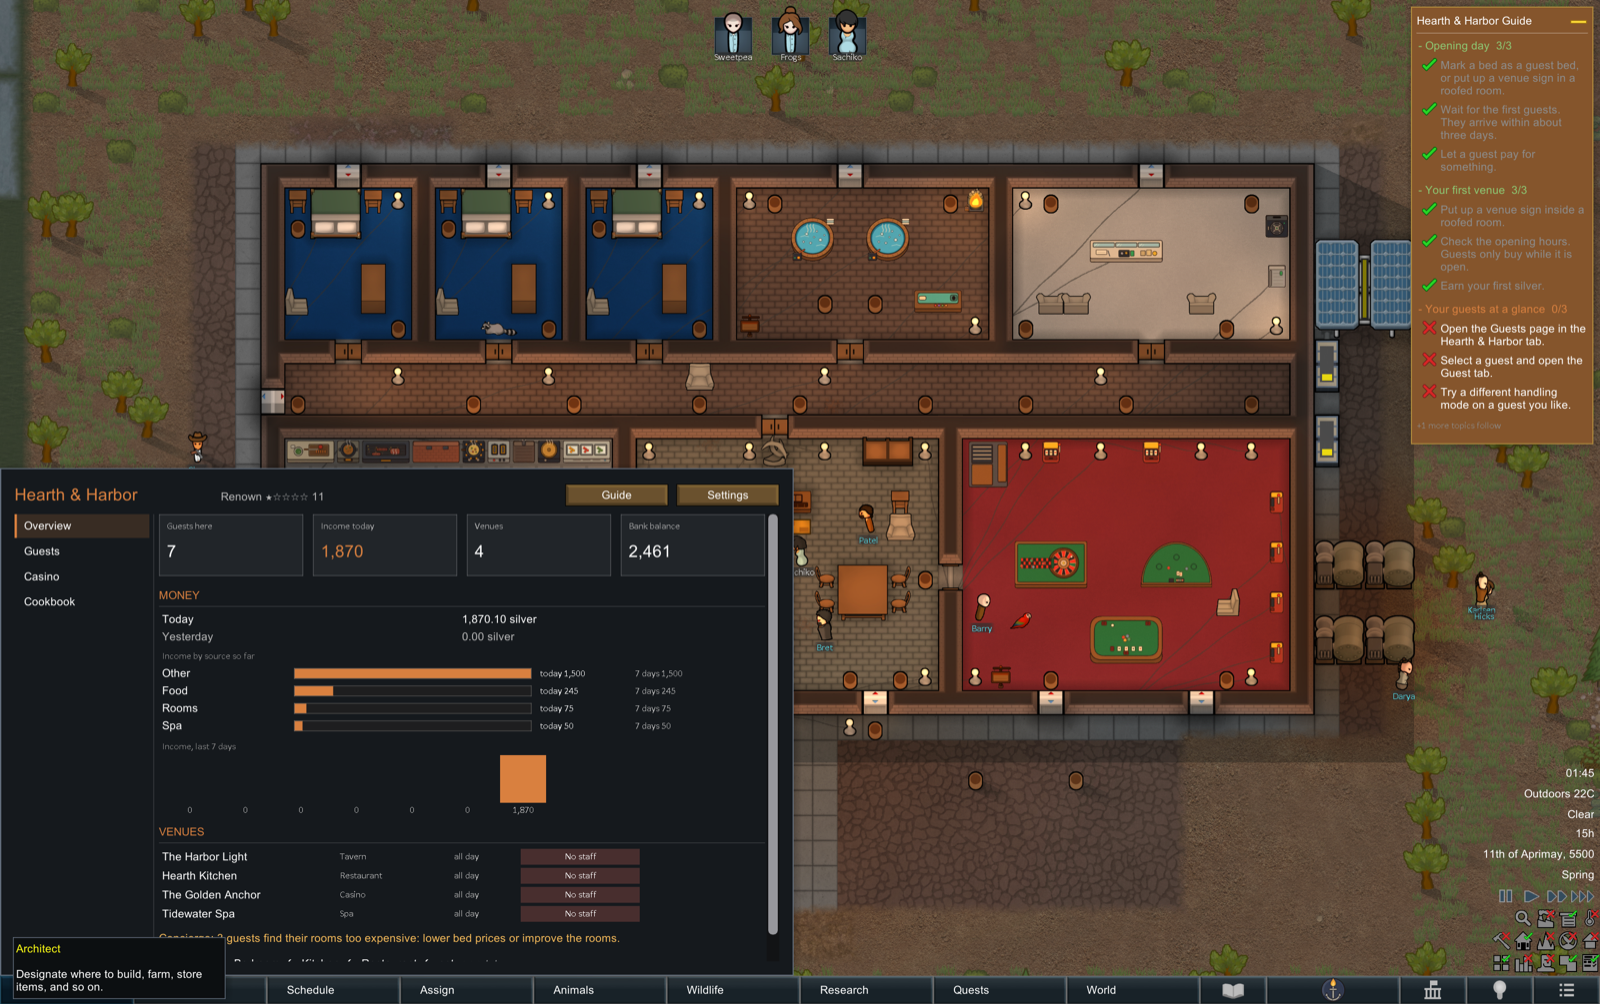 Sweetpea
Frogs
Sachiko
Hearth & Harbor Guide
- Opening day 3/3
Mark a bed as a guest bed,
or put up a venue sign in a
roofed room.
Wait for the first guests.
They arrive within about
three days.
Let a guest pay for
something.
- Your first venue 3/3
Put up a venue sign inside a
roofed room.
Check the opening hours.
Guests only buy while it is
open.
Earn your first silver.
- Your guests at a glance 0/3
Open the Guests page in the
Hearth & Harbor tab.
Select a guest and open the
Guest tab.
Try a different handling
mode on a guest you like.
+1 more topics follow
Patel
chiko
Bret
Barry
Hicks
Darya
Hearth & Harbor
Renown ★☆☆☆☆ 11
Guide
Settings
Overview
Guests
Casino
Cookbook
Guests here
7
Income today
1,870
Venues
4
Bank balance
2,461
MONEY
Today 1,870.10 silver
Yesterday 0.00 silver
Income by source so far
Other today 1,500 7 days 1,500
Food today 245 7 days 245
Rooms today 75 7 days 75
Spa today 50 7 days 50
Income, last 7 days
0 0 0 0 0 0 1,870
VENUES
The Harbor Light Tavern all day No staff
Hearth Kitchen Restaurant all day No staff
The Golden Anchor Casino all day No staff
Tidewater Spa Spa all day No staff
guests find their rooms too expensive: lower bed prices or improve the rooms.
Architect
Designate where to build, farm, store
items, and so on.
01:45
Outdoors 22C
Clear
15h
11th of Aprimay, 5500
Spring
Schedule
Assign
Animals
Wildlife
Research
Quests
World